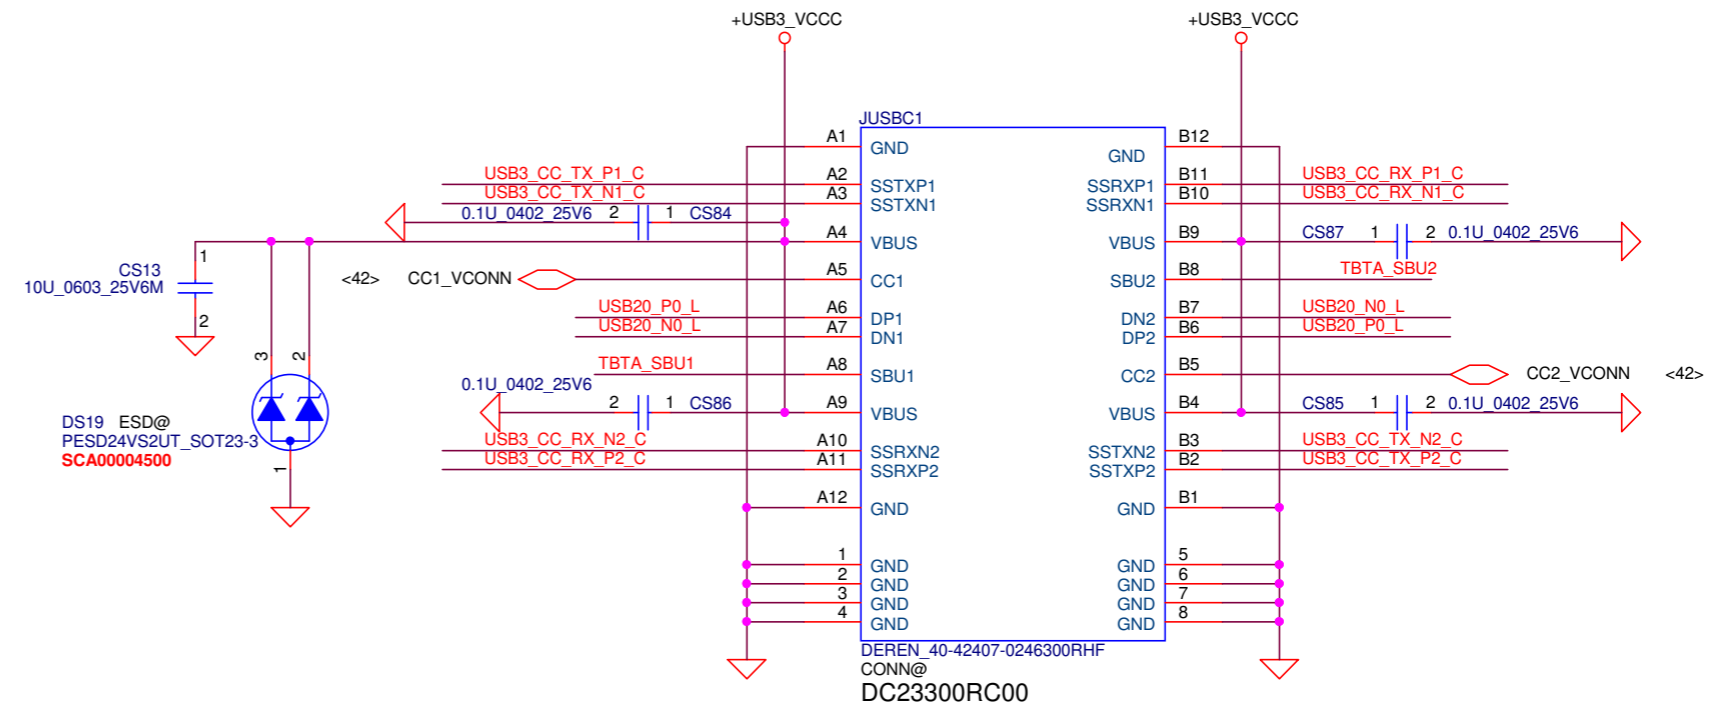 +USB3_VCCC +USB3_VCCC
JUSBC1
A1 GND GND B12
USB3_CC_TX_P1_C A2 SSTXP1 SSRXP1 B11 USB3_CC_RX_P1_C
USB3_CC_TX_N1_C A3 SSTXN1 SSRXN1 B10 USB3_CC_RX_N1_C
0.1U_0402_25V6 2 1 CS84
A4 VBUS VBUS B9 CS87 1 2 0.1U_0402_25V6
1
CS13
10U_0603_25V6M
2
<42> CC1_VCONN A5 CC1 SBU2 B8 TBTA_SBU2
USB20_P0_L A6 DP1 DN2 B7 USB20_N0_L
USB20_N0_L A7 DN1 DP2 B6 USB20_P0_L
TBTA_SBU1 A8 SBU1 CC2 B5 CC2_VCONN <42>
0.1U_0402_25V6
2 1 CS86 A9 VBUS VBUS B4 CS85 1 2 0.1U_0402_25V6
3 2
DS19 ESD@
PESD24VS2UT_SOT23-3
SCA00004500
1
USB3_CC_RX_N2_C A10 SSRXN2 SSTXN2 B3 USB3_CC_TX_N2_C
USB3_CC_RX_P2_C A11 SSRXP2 SSTXP2 B2 USB3_CC_TX_P2_C
A12 GND GND B1
1 GND GND 5
2 GND GND 6
3 GND GND 7
4 GND GND 8
DEREN_40-42407-0246300RHF
CONN@
DC23300RC00